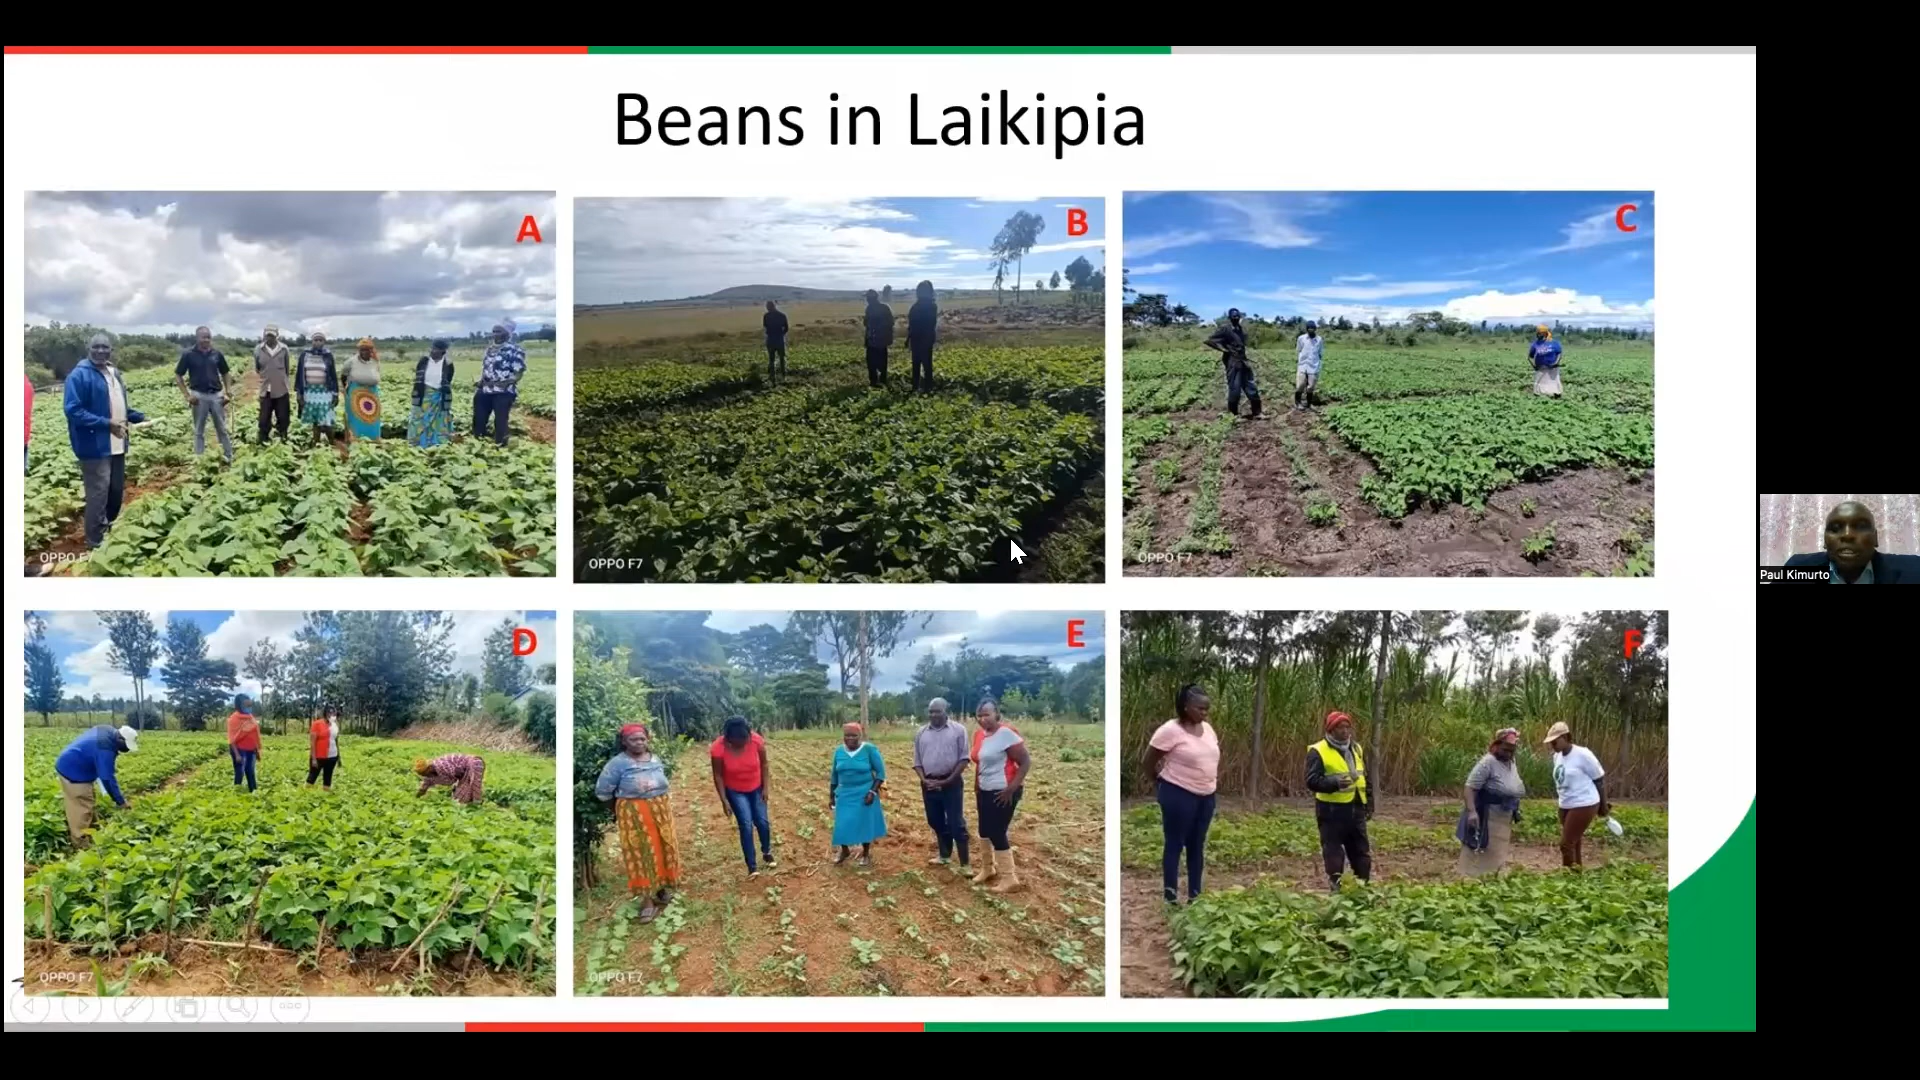 Beans in Laikipia
A
B
C
OPPO F7
OPPO F7
OPPO F7
Paul Kimurto
D
E
F
OPPO F7
OPPO F7